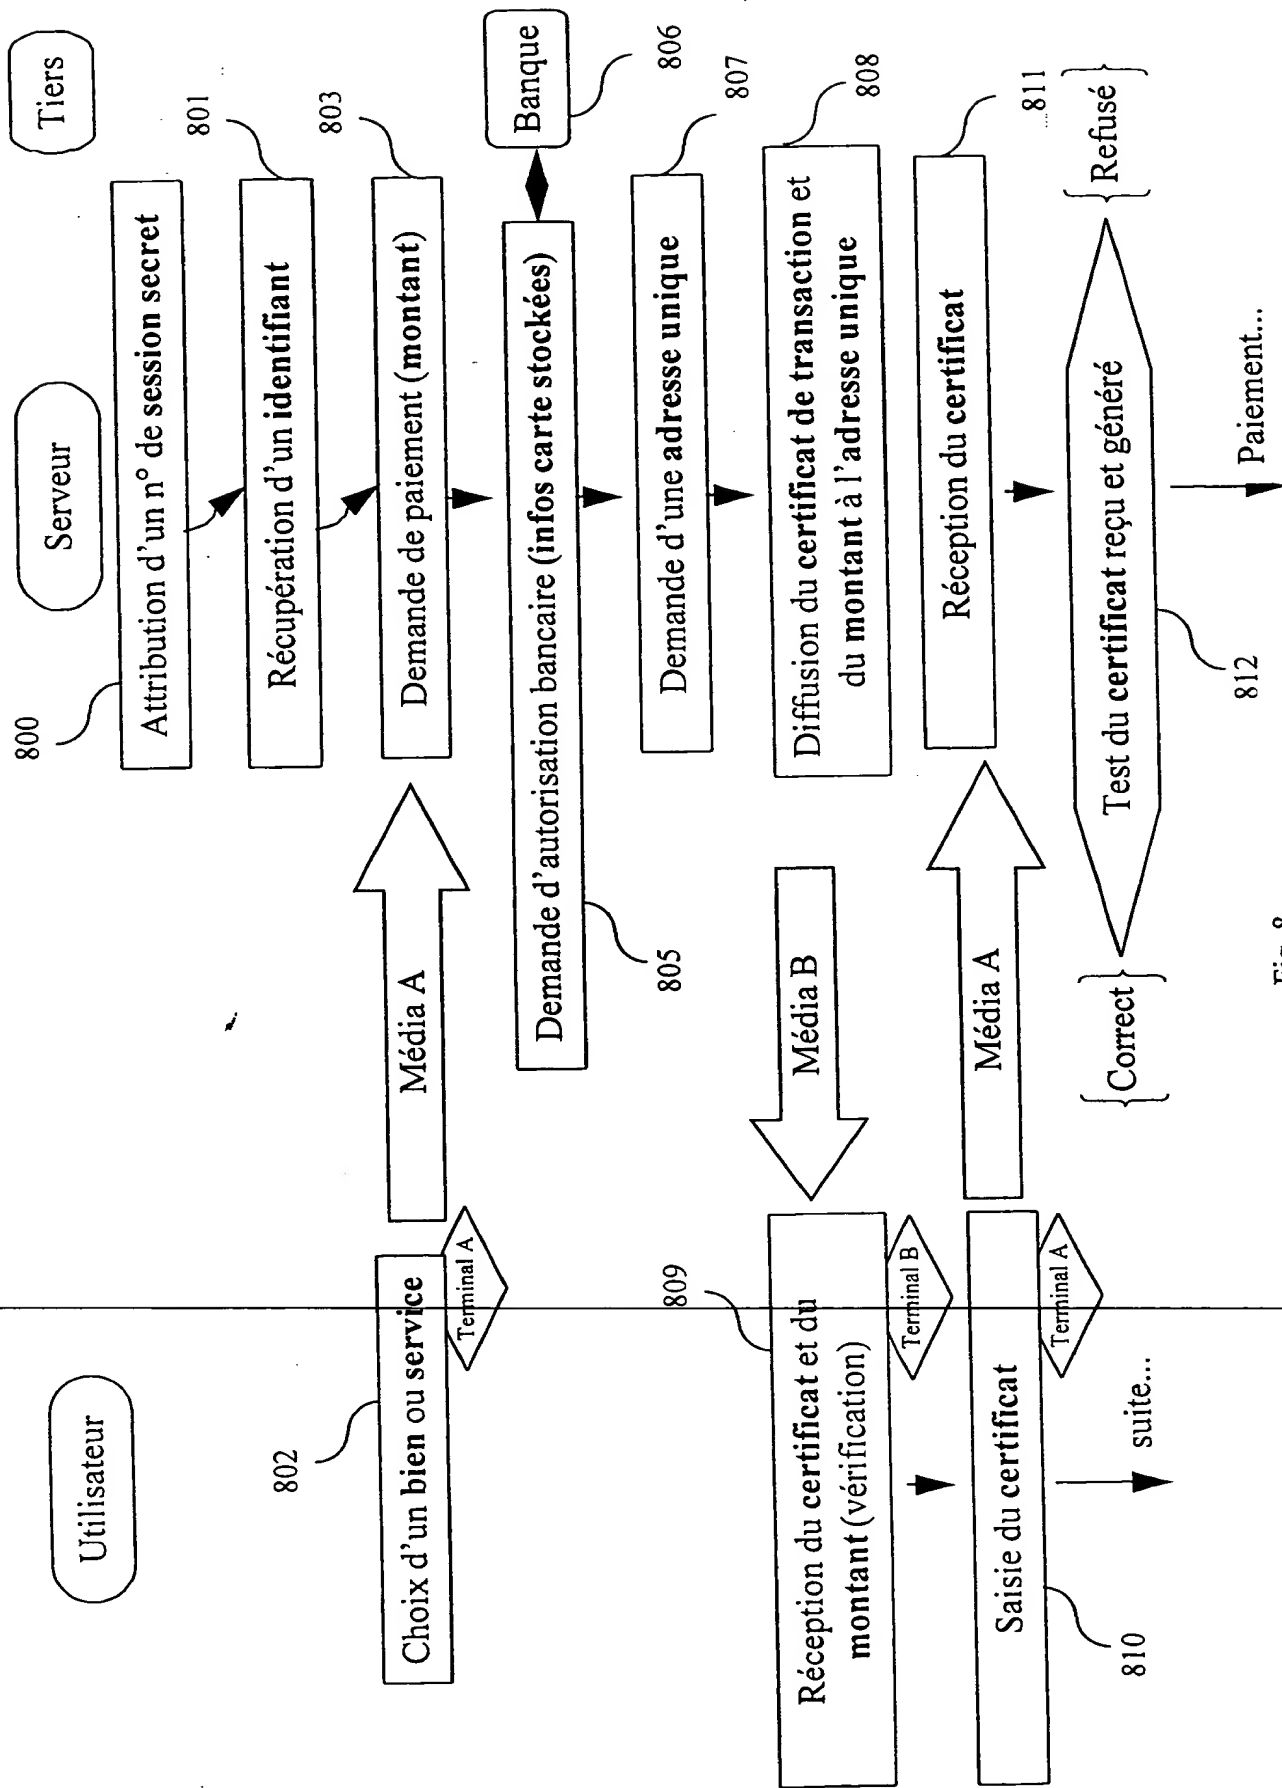 Utilisateur
Serveur
Tiers
800
Attribution d'un n° de session secret
801
Récupération d'un identifiant
802
Choix d'un bien ou service
Terminal A
Média A
803
Demande de paiement (montant)
Demande d'autorisation bancaire (infos carte stockées)
805
Banque
806
807
Demande d'une adresse unique
808
Diffusion du certificat de transaction et
du montant à l'adresse unique
Média B
809
Réception du certificat et du
montant (vérification)
Terminal B
Saisie du certificat
810
Terminal A
Média A
811
Réception du certificat
Test du certificat reçu et généré
812
Correct
Refusé
suite...
Paiement...